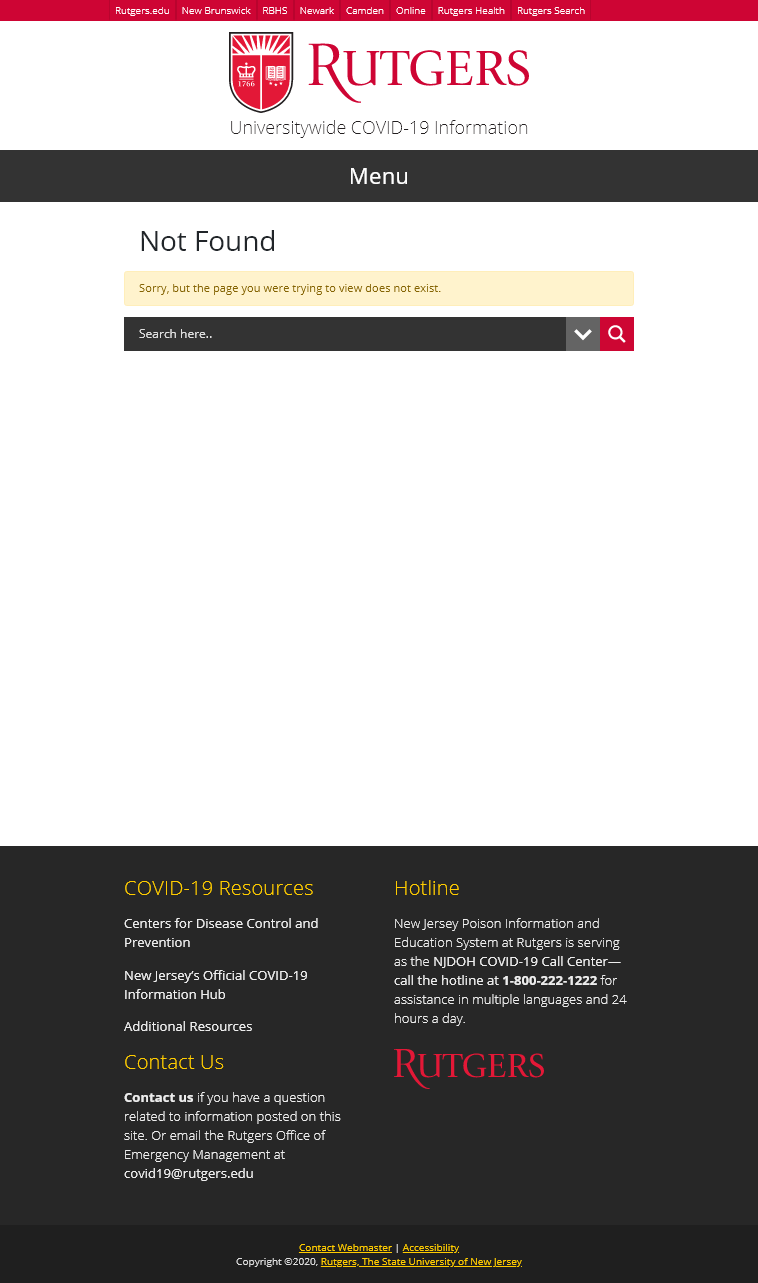 Rutgers.edu New Brunswick RBHS Newark Camden Online Rutgers Health Rutgers Search
1766
RUTGERS
Universitywide COVID-19 Information
Menu
Not Found
Sorry, but the page you were trying to view does not exist.
Search here..
COVID-19 Resources
Centers for Disease Control and
Prevention
New Jersey’s Official COVID-19
Information Hub
Additional Resources
Contact Us
Contact us if you have a question
related to information posted on this
site. Or email the Rutgers Office of
Emergency Management at
covid19@rutgers.edu
Hotline
New Jersey Poison Information and
Education System at Rutgers is serving
as the NJDOH COVID-19 Call Center—
call the hotline at 1-800-222-1222 for
assistance in multiple languages and 24
hours a day.
RUTGERS
Contact Webmaster | Accessibility
Copyright ©2020, Rutgers, The State University of New Jersey